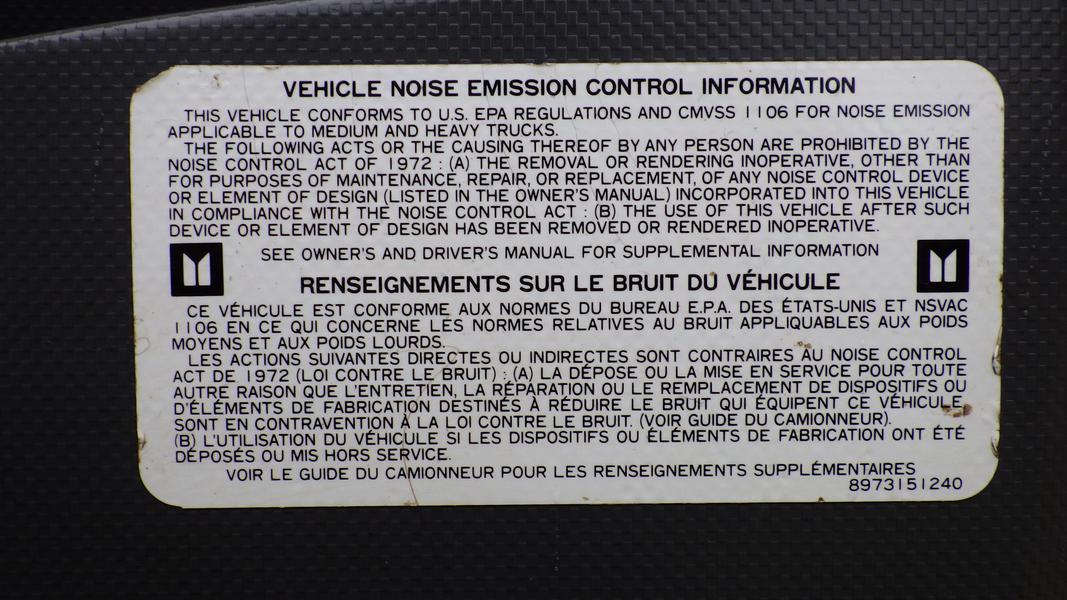 VEHICLE NOISE EMISSION CONTROL INFORMATION
THIS VEHICLE CONFORMS TO U.S. EPA REGULATIONS AND CMVSS 1106 FOR NOISE EMISSION
APPLICABLE TO MEDIUM AND HEAVY TRUCKS.
THE FOLLOWING ACTS OR THE CAUSING THEREOF BY ANY PERSON ARE PROHIBITED BY THE
NOISE CONTROL ACT OF 1972 : (A) THE REMOVAL OR RENDERING INOPERATIVE, OTHER THAN
FOR PURPOSES OF MAINTENANCE, REPAIR, OR REPLACEMENT, OF ANY NOISE CONTROL DEVICE
OR ELEMENT OF DESIGN (LISTED IN THE OWNER'S MANUAL) INCORPORATED INTO THIS VEHICLE
IN COMPLIANCE WITH THE NOISE CONTROL ACT : (B) THE USE OF THIS VEHICLE AFTER SUCH
DEVICE OR ELEMENT OF DESIGN HAS BEEN REMOVED OR RENDERED INOPERATIVE.
SEE OWNER'S AND DRIVER'S MANUAL FOR SUPPLEMENTAL INFORMATION
RENSEIGNEMENTS SUR LE BRUIT DU VÉHICULE
CE VÉHICULE EST CONFORME AUX NORMES DU BUREAU E.P.A. DES ÉTATS-UNIS ET NSVAC
1106 EN CE QUI CONCERNE LES NORMES RELATIVES AU BRUIT APPLIQUABLES AUX POIDS
MOYENS ET AUX POIDS LOURDS.
LES ACTIONS SUIVANTES DIRECTES OU INDIRECTES SONT CONTRAIRES AU NOISE CONTROL
ACT DE 1972 (LOI CONTRE LE BRUIT) : (A) LA DÉPOSE OU LA MISE EN SERVICE POUR TOUTE
AUTRE RAISON QUE L'ENTRETIEN, LA RÉPARATION OU LE REMPLACEMENT DE DISPOSITIFS OU
D'ÉLÉMENTS DE FABRICATION DESTINÉS À RÉDUIRE LE BRUIT QUI ÉQUIPENT CE VÉHICULE,
SONT EN CONTRAVENTION À LA LOI CONTRE LE BRUIT. (VOIR GUIDE DU CAMIONNEUR).
(B) L'UTILISATION DU VÉHICULE SI LES DISPOSITIFS OU ÉLÉMENTS DE FABRICATION ONT ÉTÉ
DÉPOSÉS OU MIS HORS SERVICE.
VOIR LE GUIDE DU CAMIONNEUR POUR LES RENSEIGNEMENTS SUPPLÉMENTAIRES
8973151240